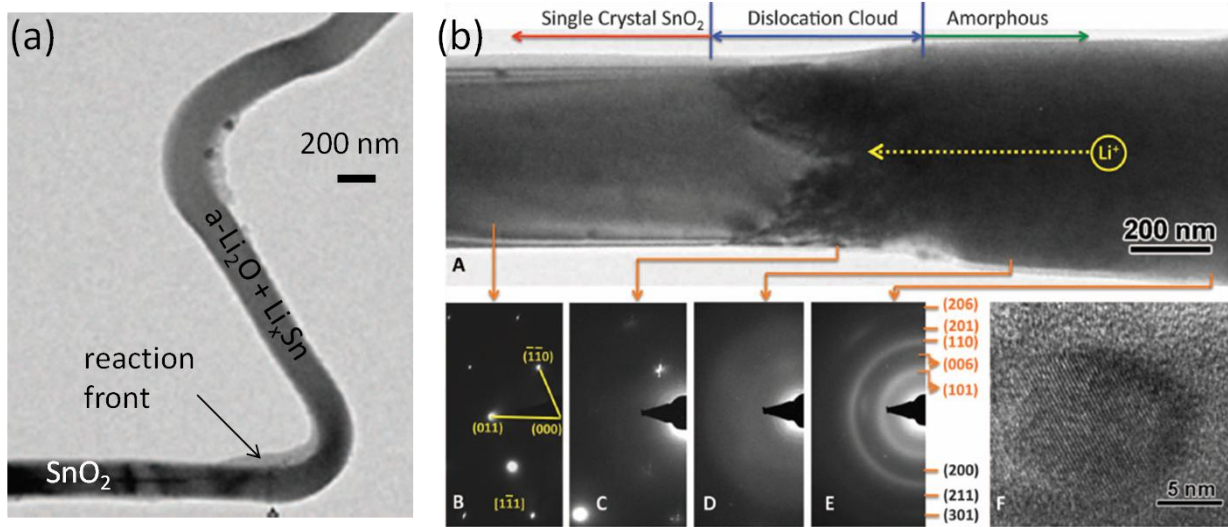 (a)
200 nm
a-Li₂O + LiₓSn
reaction
front
SnO₂
(b)
Single Crystal SnO₂
Dislocation Cloud
Amorphous
Li⁺
200 nm
A
(1̅1̅0)
(011)
(000)
[11̅1]
B
C
D
E
(206)
(201)
(110)
(006)
(101)
(200)
(211)
(301)
F
5 nm